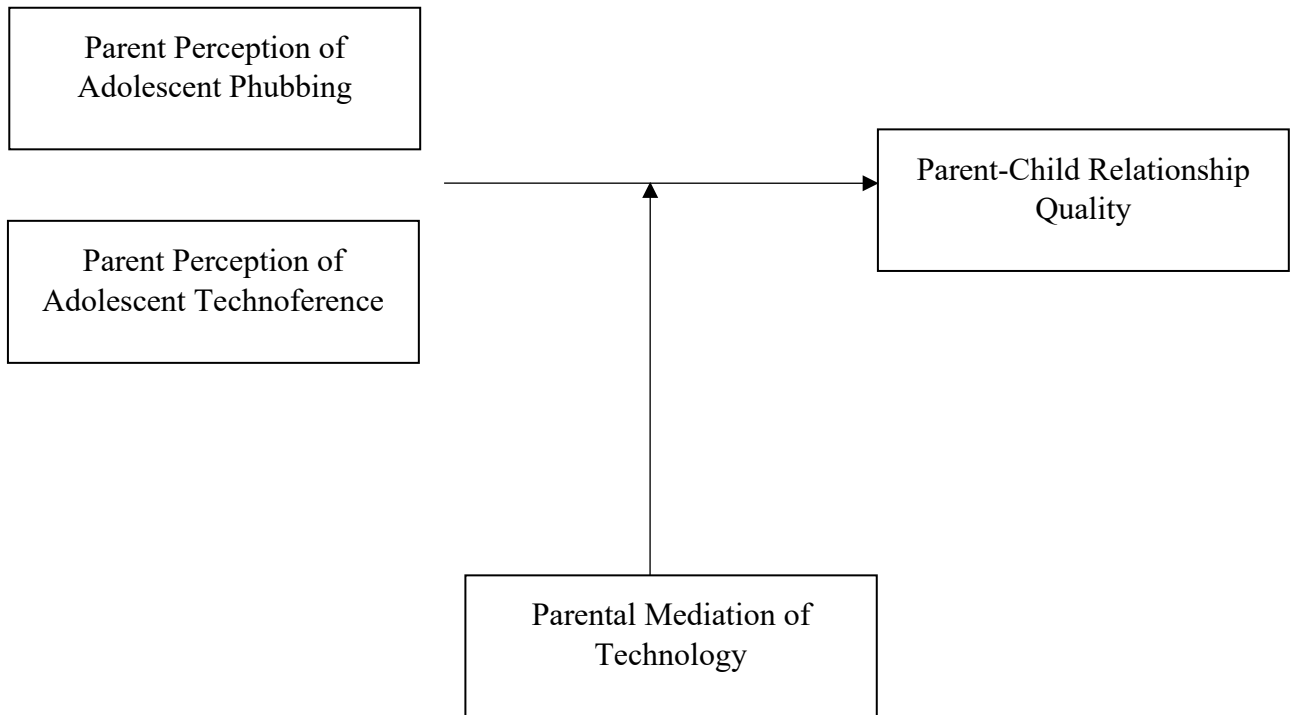 Parent Perception of
Adolescent Phubbing
Parent-Child Relationship
Quality
Parent Perception of
Adolescent Technoference
Parental Mediation of
Technology